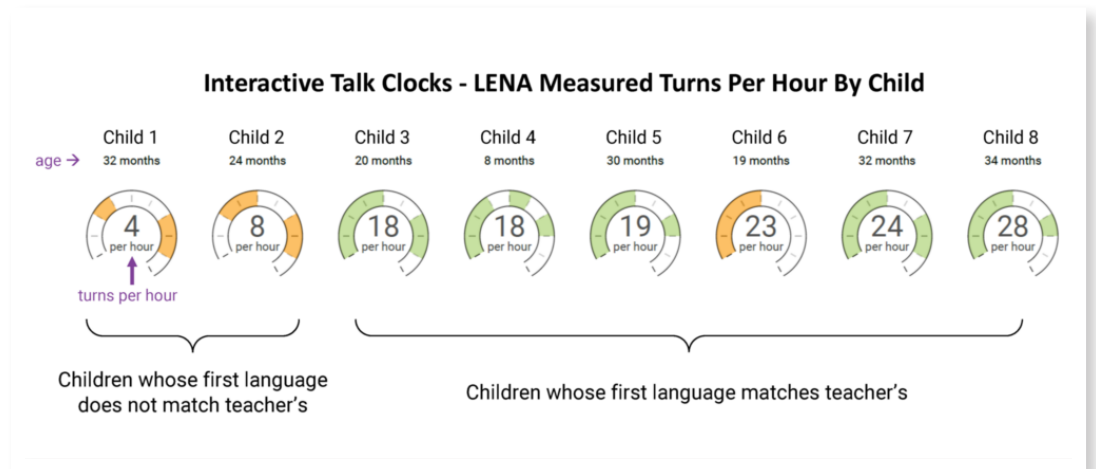 Interactive Talk Clocks - LENA Measured Turns Per Hour By Child
Child 1 Child 2 Child 3 Child 4 Child 5 Child 6 Child 7 Child 8
age → 32 months 24 months 20 months 8 months 30 months 19 months 32 months 34 months
4 8 18 18 19 23 24 28
per hour per hour per hour per hour per hour per hour per hour per hour
turns per hour
Children whose first language
does not match teacher's
Children whose first language matches teacher's